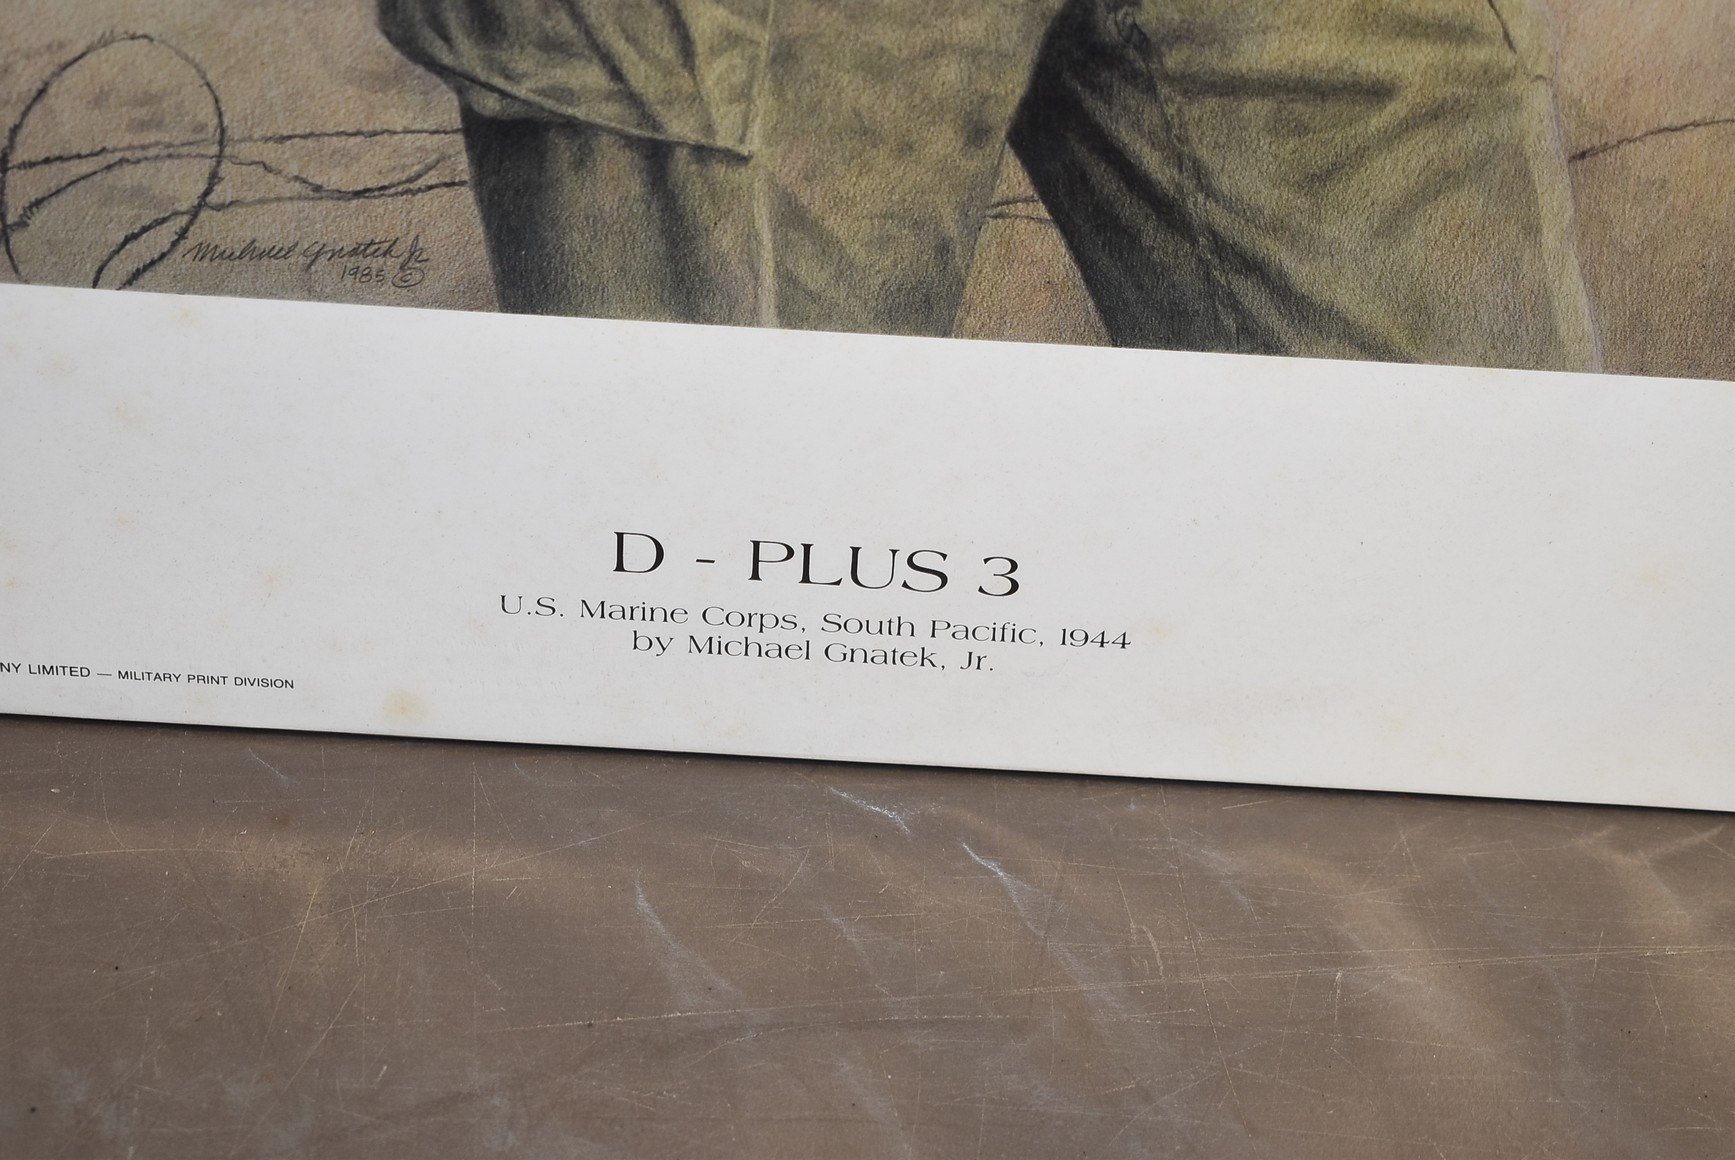 Michael Gnatek Jr
1985 ©
D - PLUS 3
U.S. Marine Corps, South Pacific, 1944
by Michael Gnatek, Jr.
NY LIMITED — MILITARY PRINT DIVISION